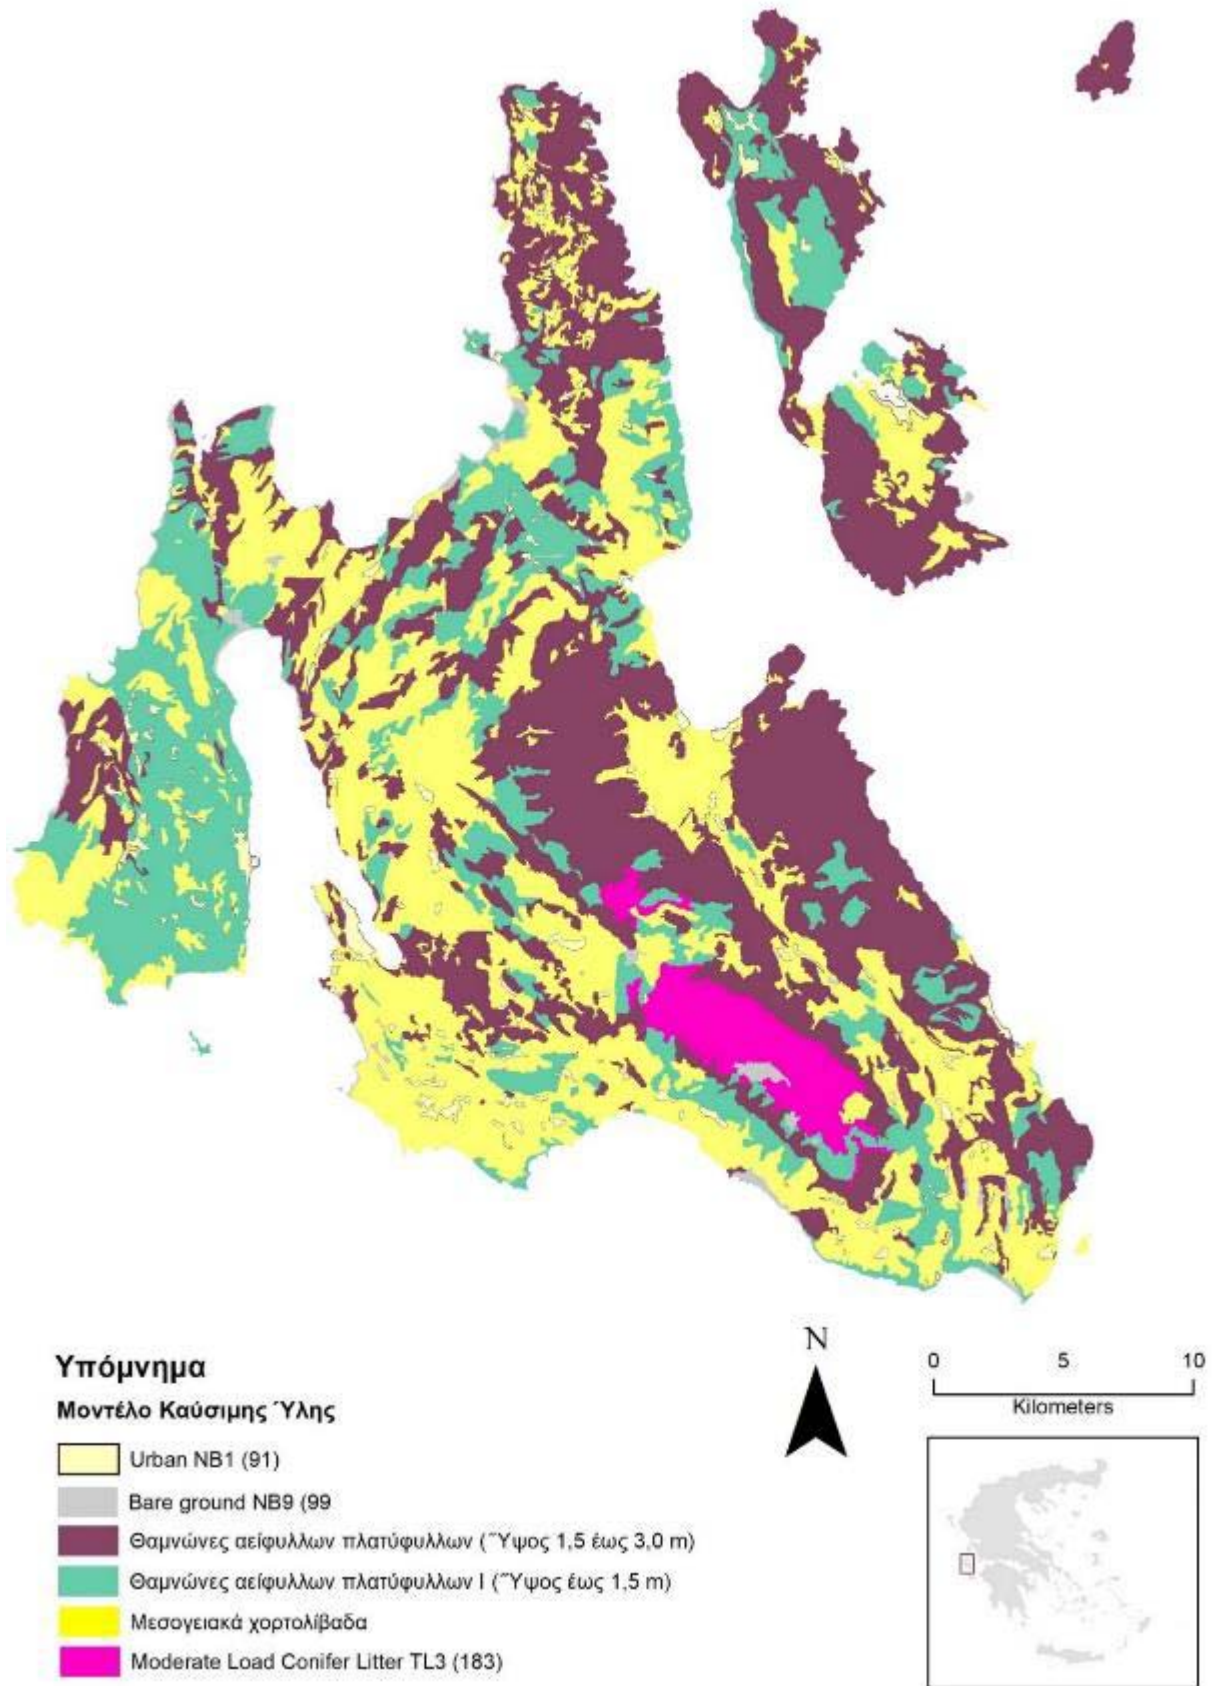 N
0 5 10
Kilometers
Υπόμνημα
Μοντέλο Καύσιμης Ύλης
Urban NB1 (91)
Bare ground NB9 (99
Θαμνώνες αείφυλλων πλατύφυλλων (Ύψος 1,5 έως 3,0 m)
Θαμνώνες αείφυλλων πλατύφυλλων Ι (Ύψος έως 1,5 m)
Μεσογειακά χορτολίβαδα
Moderate Load Conifer Litter TL3 (183)